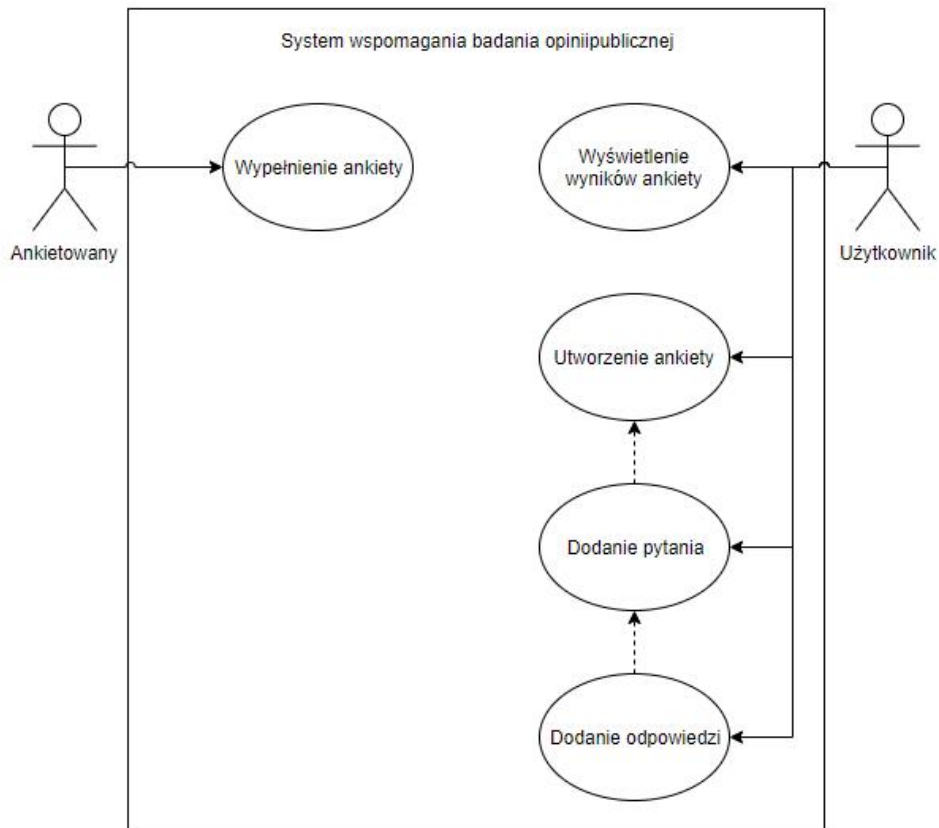 System wspomagania badania opiniipublicznej
Wypełnienie ankiety
Wyświetlenie
wyników ankiety
Ankietowany
Użytkownik
Utworzenie ankiety
Dodanie pytania
Dodanie odpowiedzi